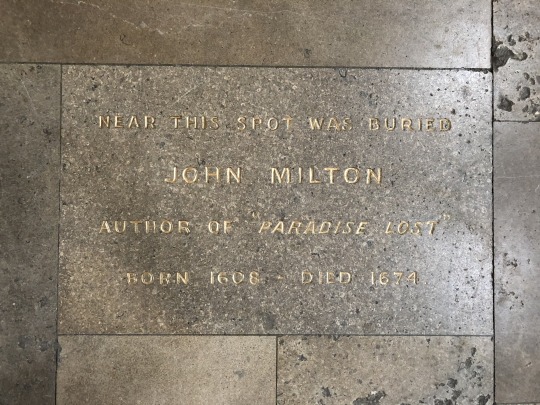 NEAR THIS SPOT WAS BURIED
JOHN MILTON
AUTHOR OF "PARADISE LOST"
BORN 1608 - DIED 1674